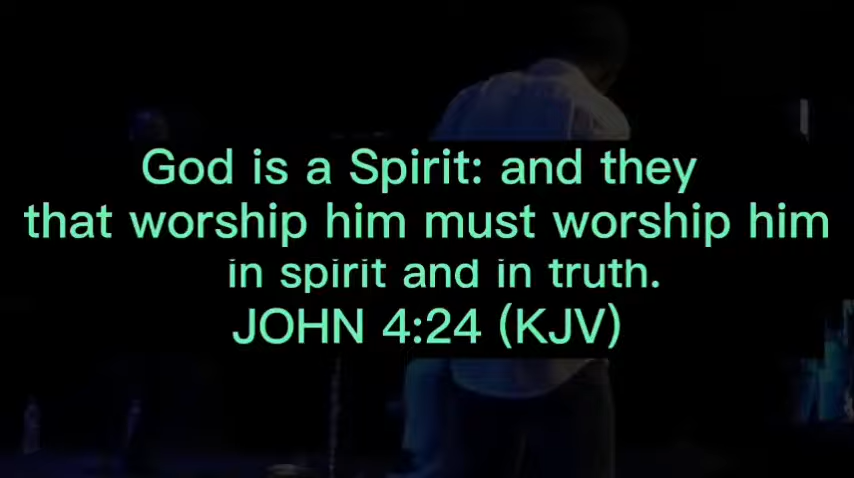 God is a Spirit: and they
that worship him must worship him
in spirit and in truth.
JOHN 4:24 (KJV)